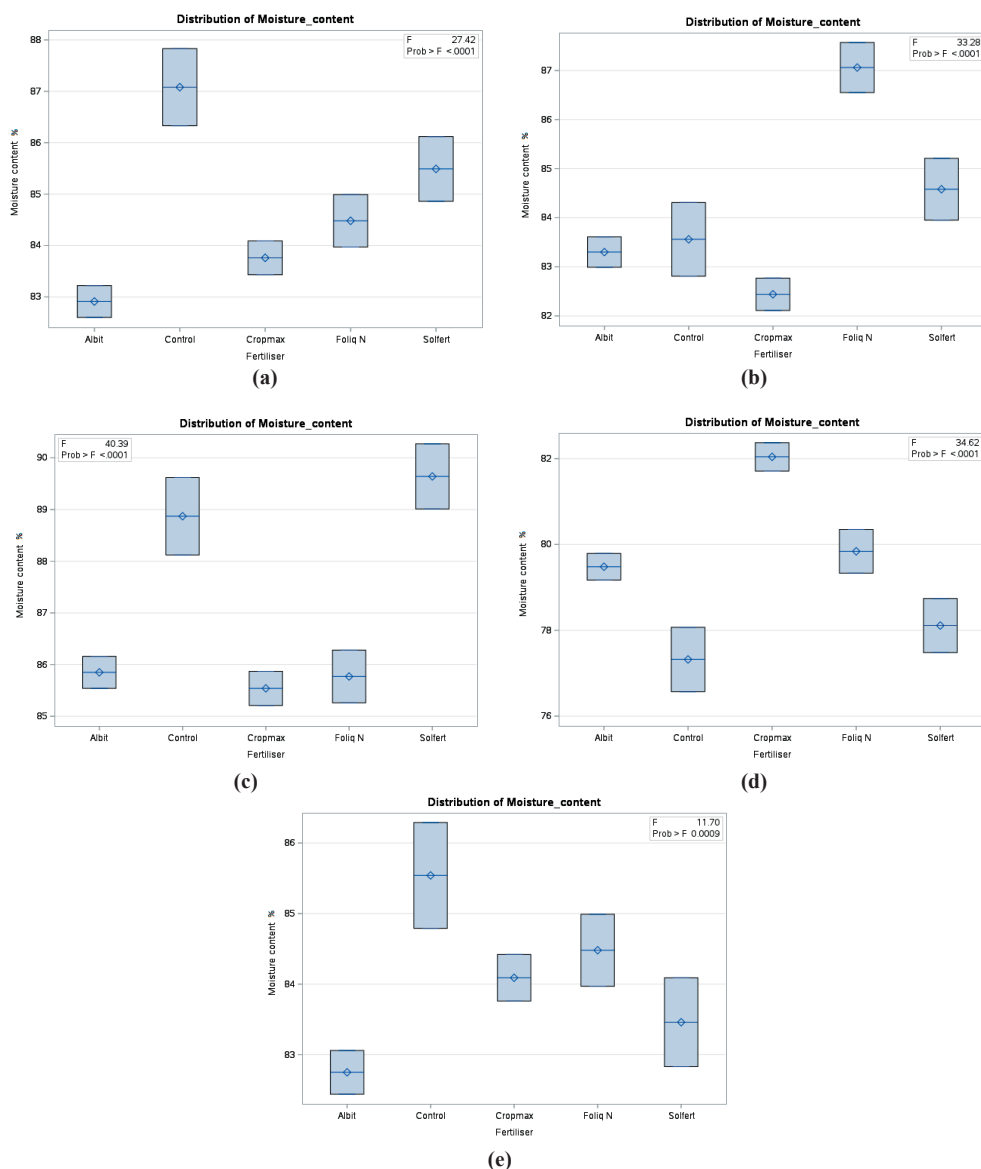 Distribution of Moisture_content
F 27.42
Prob > F <.0001
Moisture content %
88
87
86
85
84
83
Albit Control Cropmax Foliq N Solfert
Fertiliser
(a)
Distribution of Moisture_content
F 33.28
Prob > F <.0001
Moisture content %
87
86
85
84
83
82
Albit Control Cropmax Foliq N Solfert
Fertiliser
(b)
Distribution of Moisture_content
F 40.39
Prob > F <.0001
Moisture content %
90
89
88
87
86
85
Albit Control Cropmax Foliq N Solfert
Fertiliser
(c)
Distribution of Moisture_content
F 34.62
Prob > F <.0001
Moisture content %
82
80
78
76
Albit Control Cropmax Foliq N Solfert
Fertiliser
(d)
Distribution of Moisture_content
F 11.70
Prob > F 0.0009
Moisture content %
86
85
84
83
Albit Control Cropmax Foliq N Solfert
Fertiliser
(e)